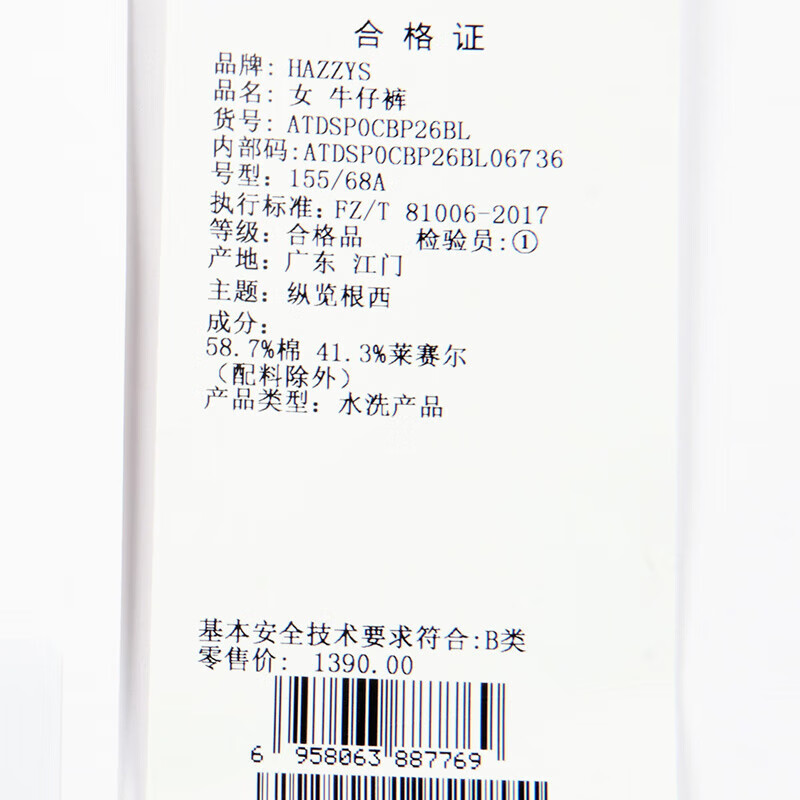 合格证
品牌: HAZZYS
品名: 女 牛仔裤
货号: ATDSP0CBP26BL
内部码:ATDSP0CBP26BL06736
号型: 155/68A
执行标准: FZ/T 81006-2017
等级: 合格品 检验员:①
产地: 广东 江门
主题: 纵览根西
成分:
58.7%棉 41.3%莱赛尔
（配料除外）
产品类型: 水洗产品
基本安全技术要求符合:B类
零售价: 1390.00
6 958063 887769